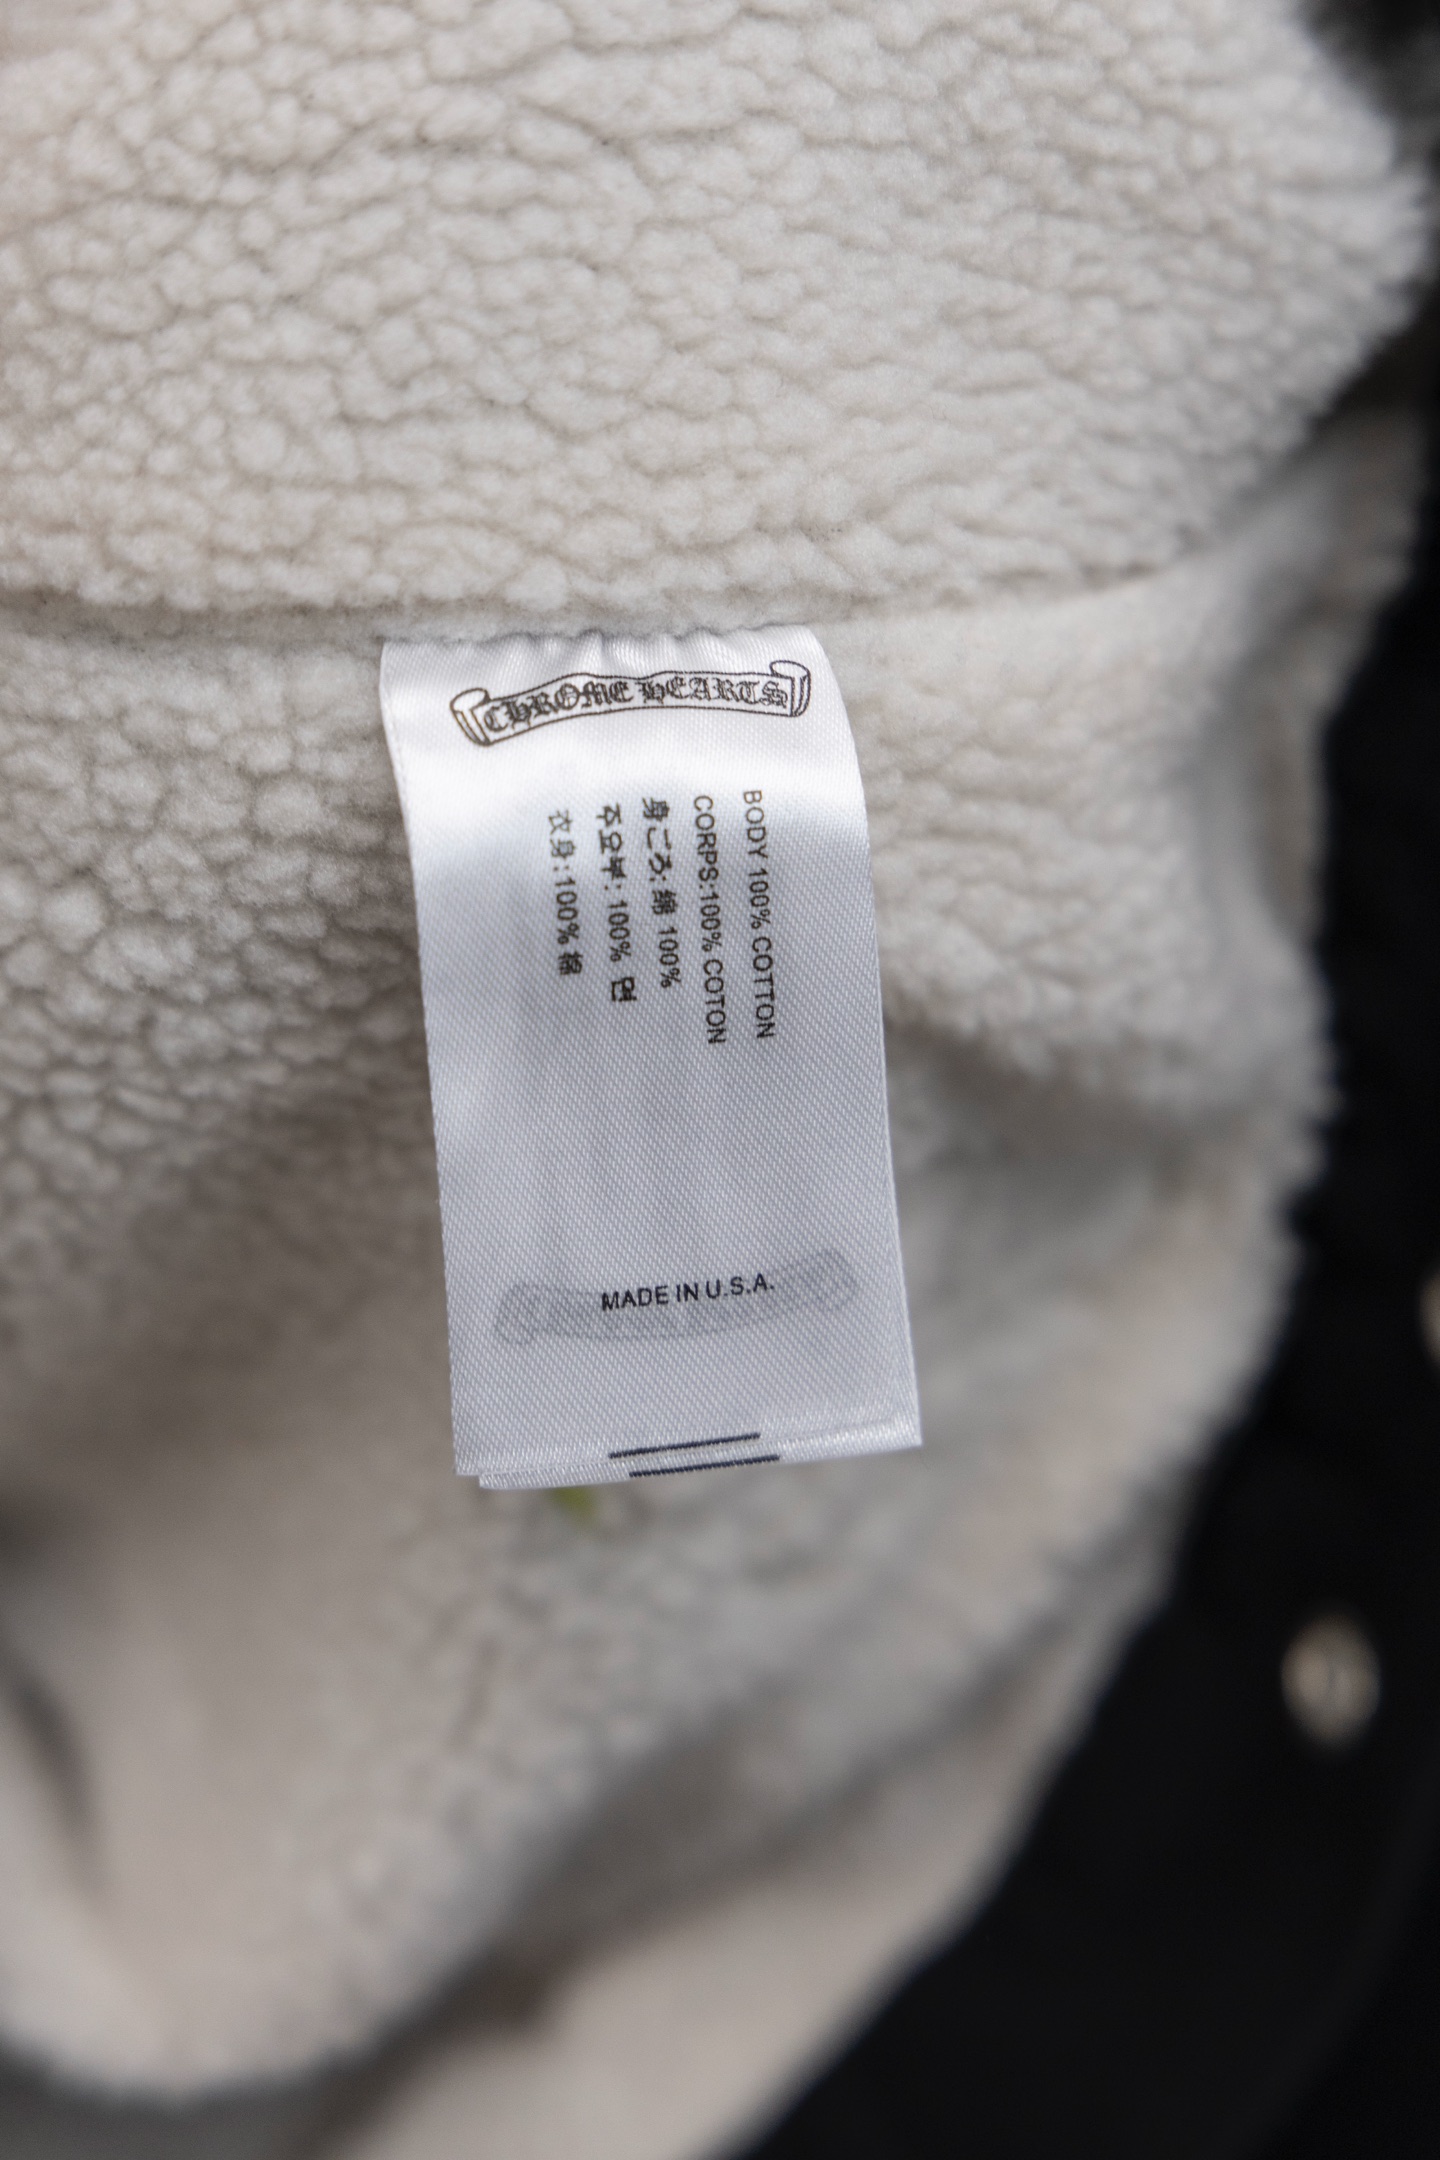 CHROME HEARTS
BODY 100% COTTON
CORPS:100% COTON
身ごろ: 綿 100%
주요부: 100% 면
衣身:100% 棉
MADE IN U.S.A.